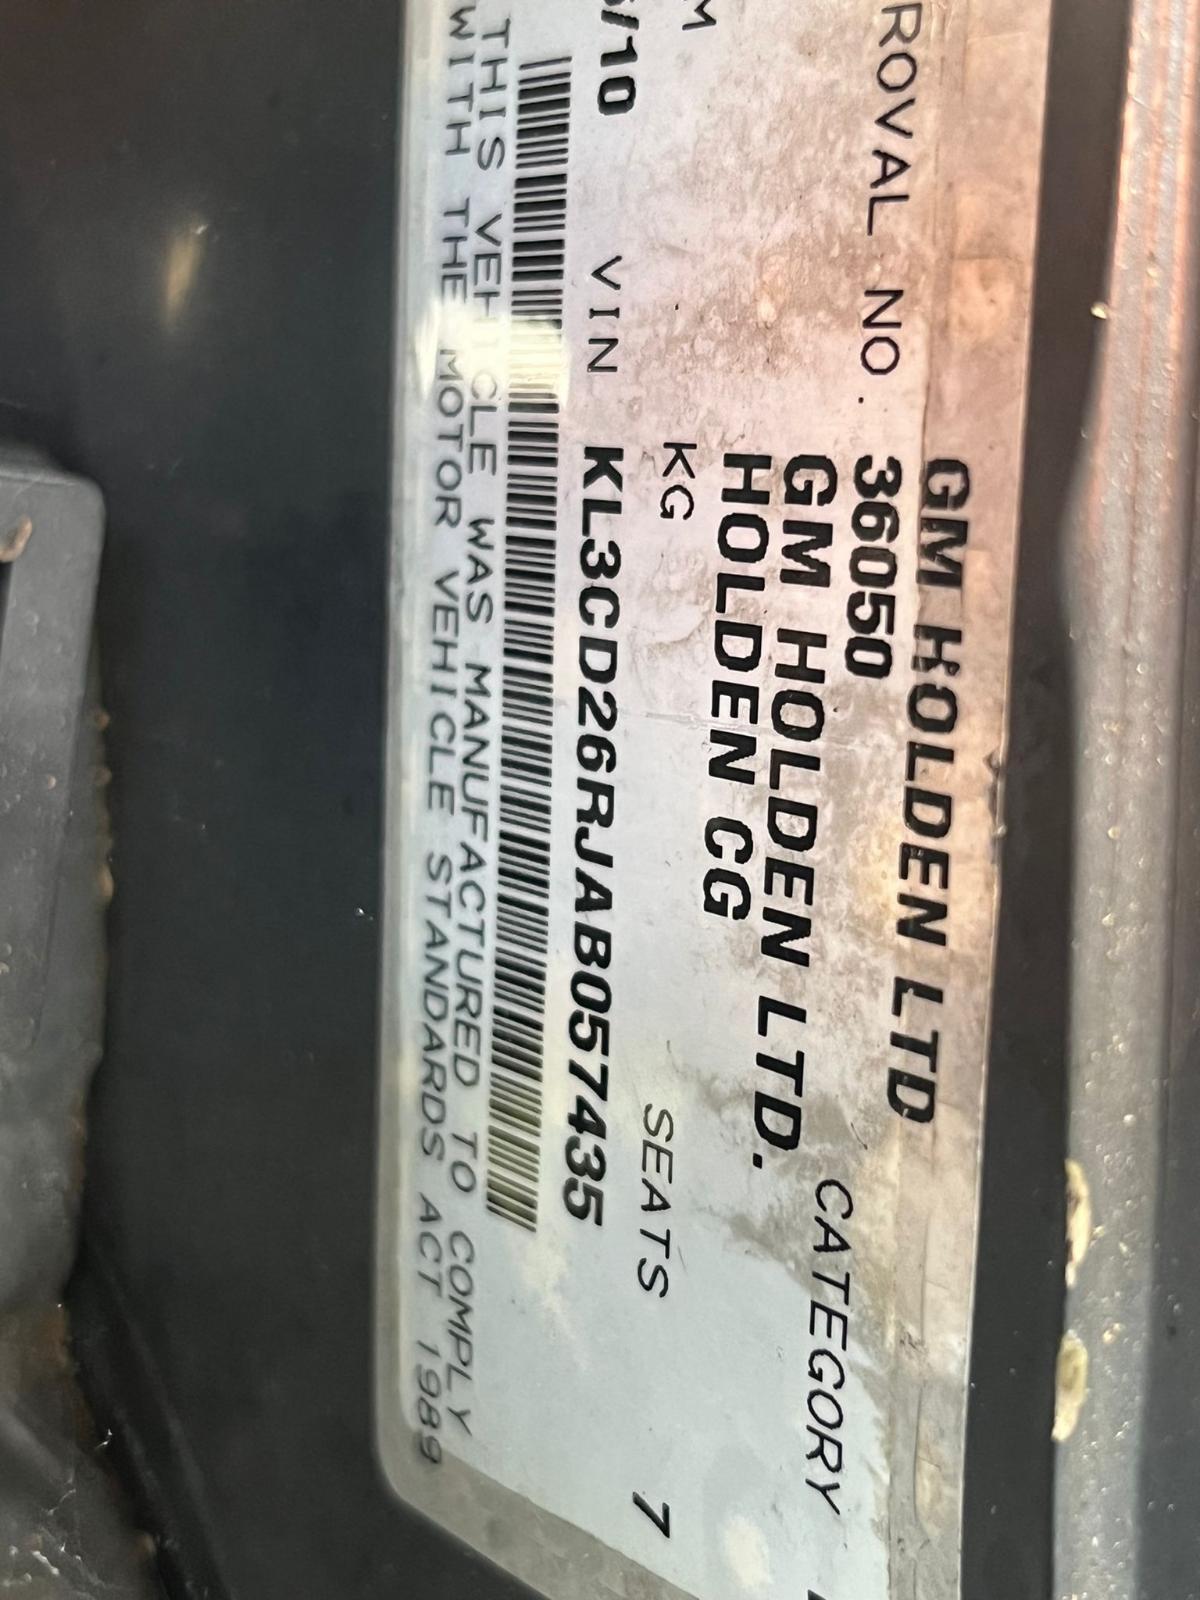 GM HOLDEN LTD
ROVAL NO. 36050 CATEGORY
GM HOLDEN LTD.
HOLDEN CG
KG SEATS 7
/10 VIN KL3CD26RJAB057435
THIS VEHICLE WAS MANUFACTURED TO COMPLY
WITH THE MOTOR VEHICLE STANDARDS ACT 1989